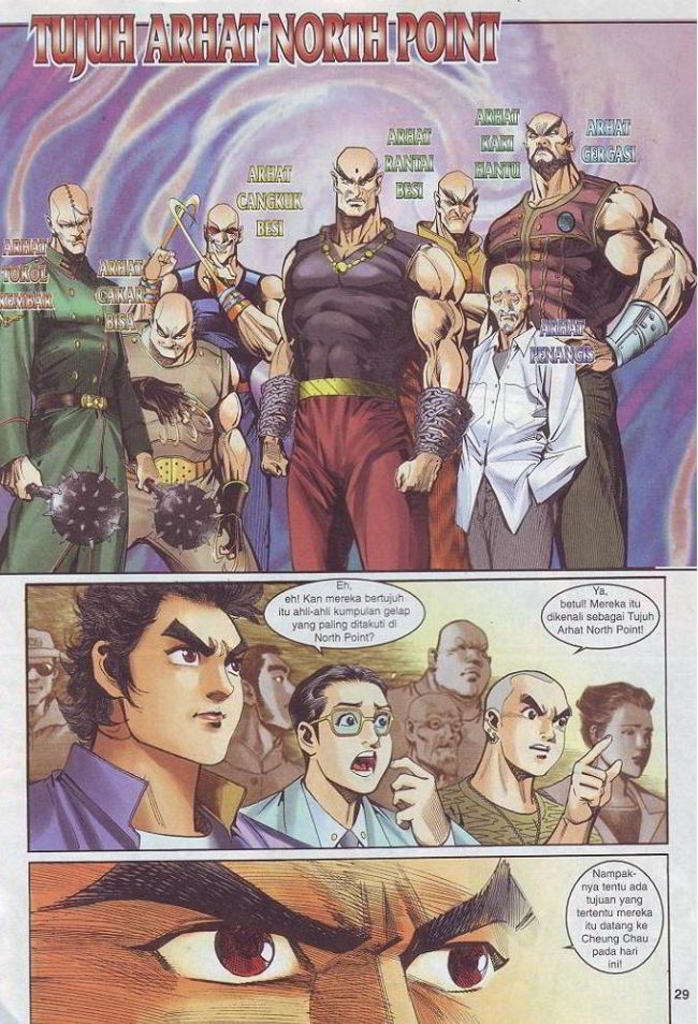 TUJUH ARHAT NORTH POINT
ARHAT
TOKOL
KEMBAR
ARHAT
CAKAR
BISA
ARHAT
CANGKUK
BESI
ARHAT
RANTAI
BESI
ARHAT
KAKI
HANTU
ARHAT
GERGASI
ARHAT
PENANGIS
Eh,
eh! Kan mereka bertujuh
itu ahli-ahli kumpulan gelap
yang paling ditakuti di
North Point?
Ya,
betul! Mereka itu
dikenali sebagai Tujuh
Arhat North Point!
Nampak-
nya tentu ada
tujuan yang
tertentu mereka
itu datang ke
Cheung Chau
pada hari
ini!
29